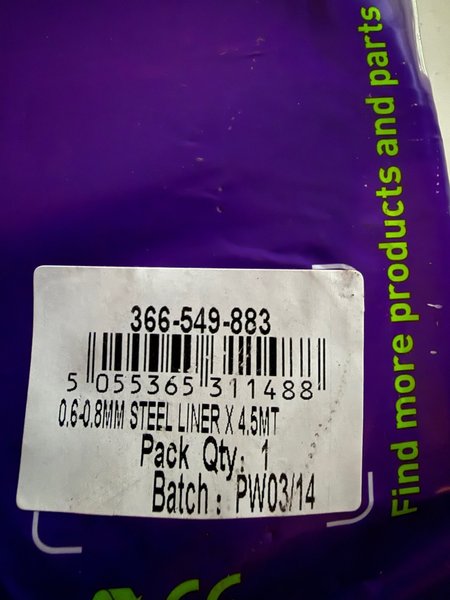 366-549-883
5 055365 311488
0.6-0.8MM STEEL LINER X 4.5MT
Pack Qty: 1
Batch: PW03/14
Find more products and parts